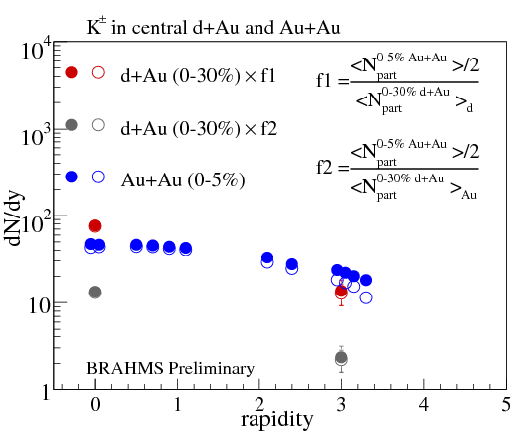 K± in central d+Au and Au+Au
10^4
10^3
10^2
10
1
dN/dy
d+Au (0-30%)×f1
d+Au (0-30%)×f2
Au+Au (0-5%)
f1 = <N_part^{0 5% Au+Au} >/2
<N_part^{0-30% d+Au} >_d
f2 = <N_part^{0-5% Au+Au} >/2
<N_part^{0-30% d+Au} >_Au
BRAHMS Preliminary
0 1 2 3 4 5
rapidity